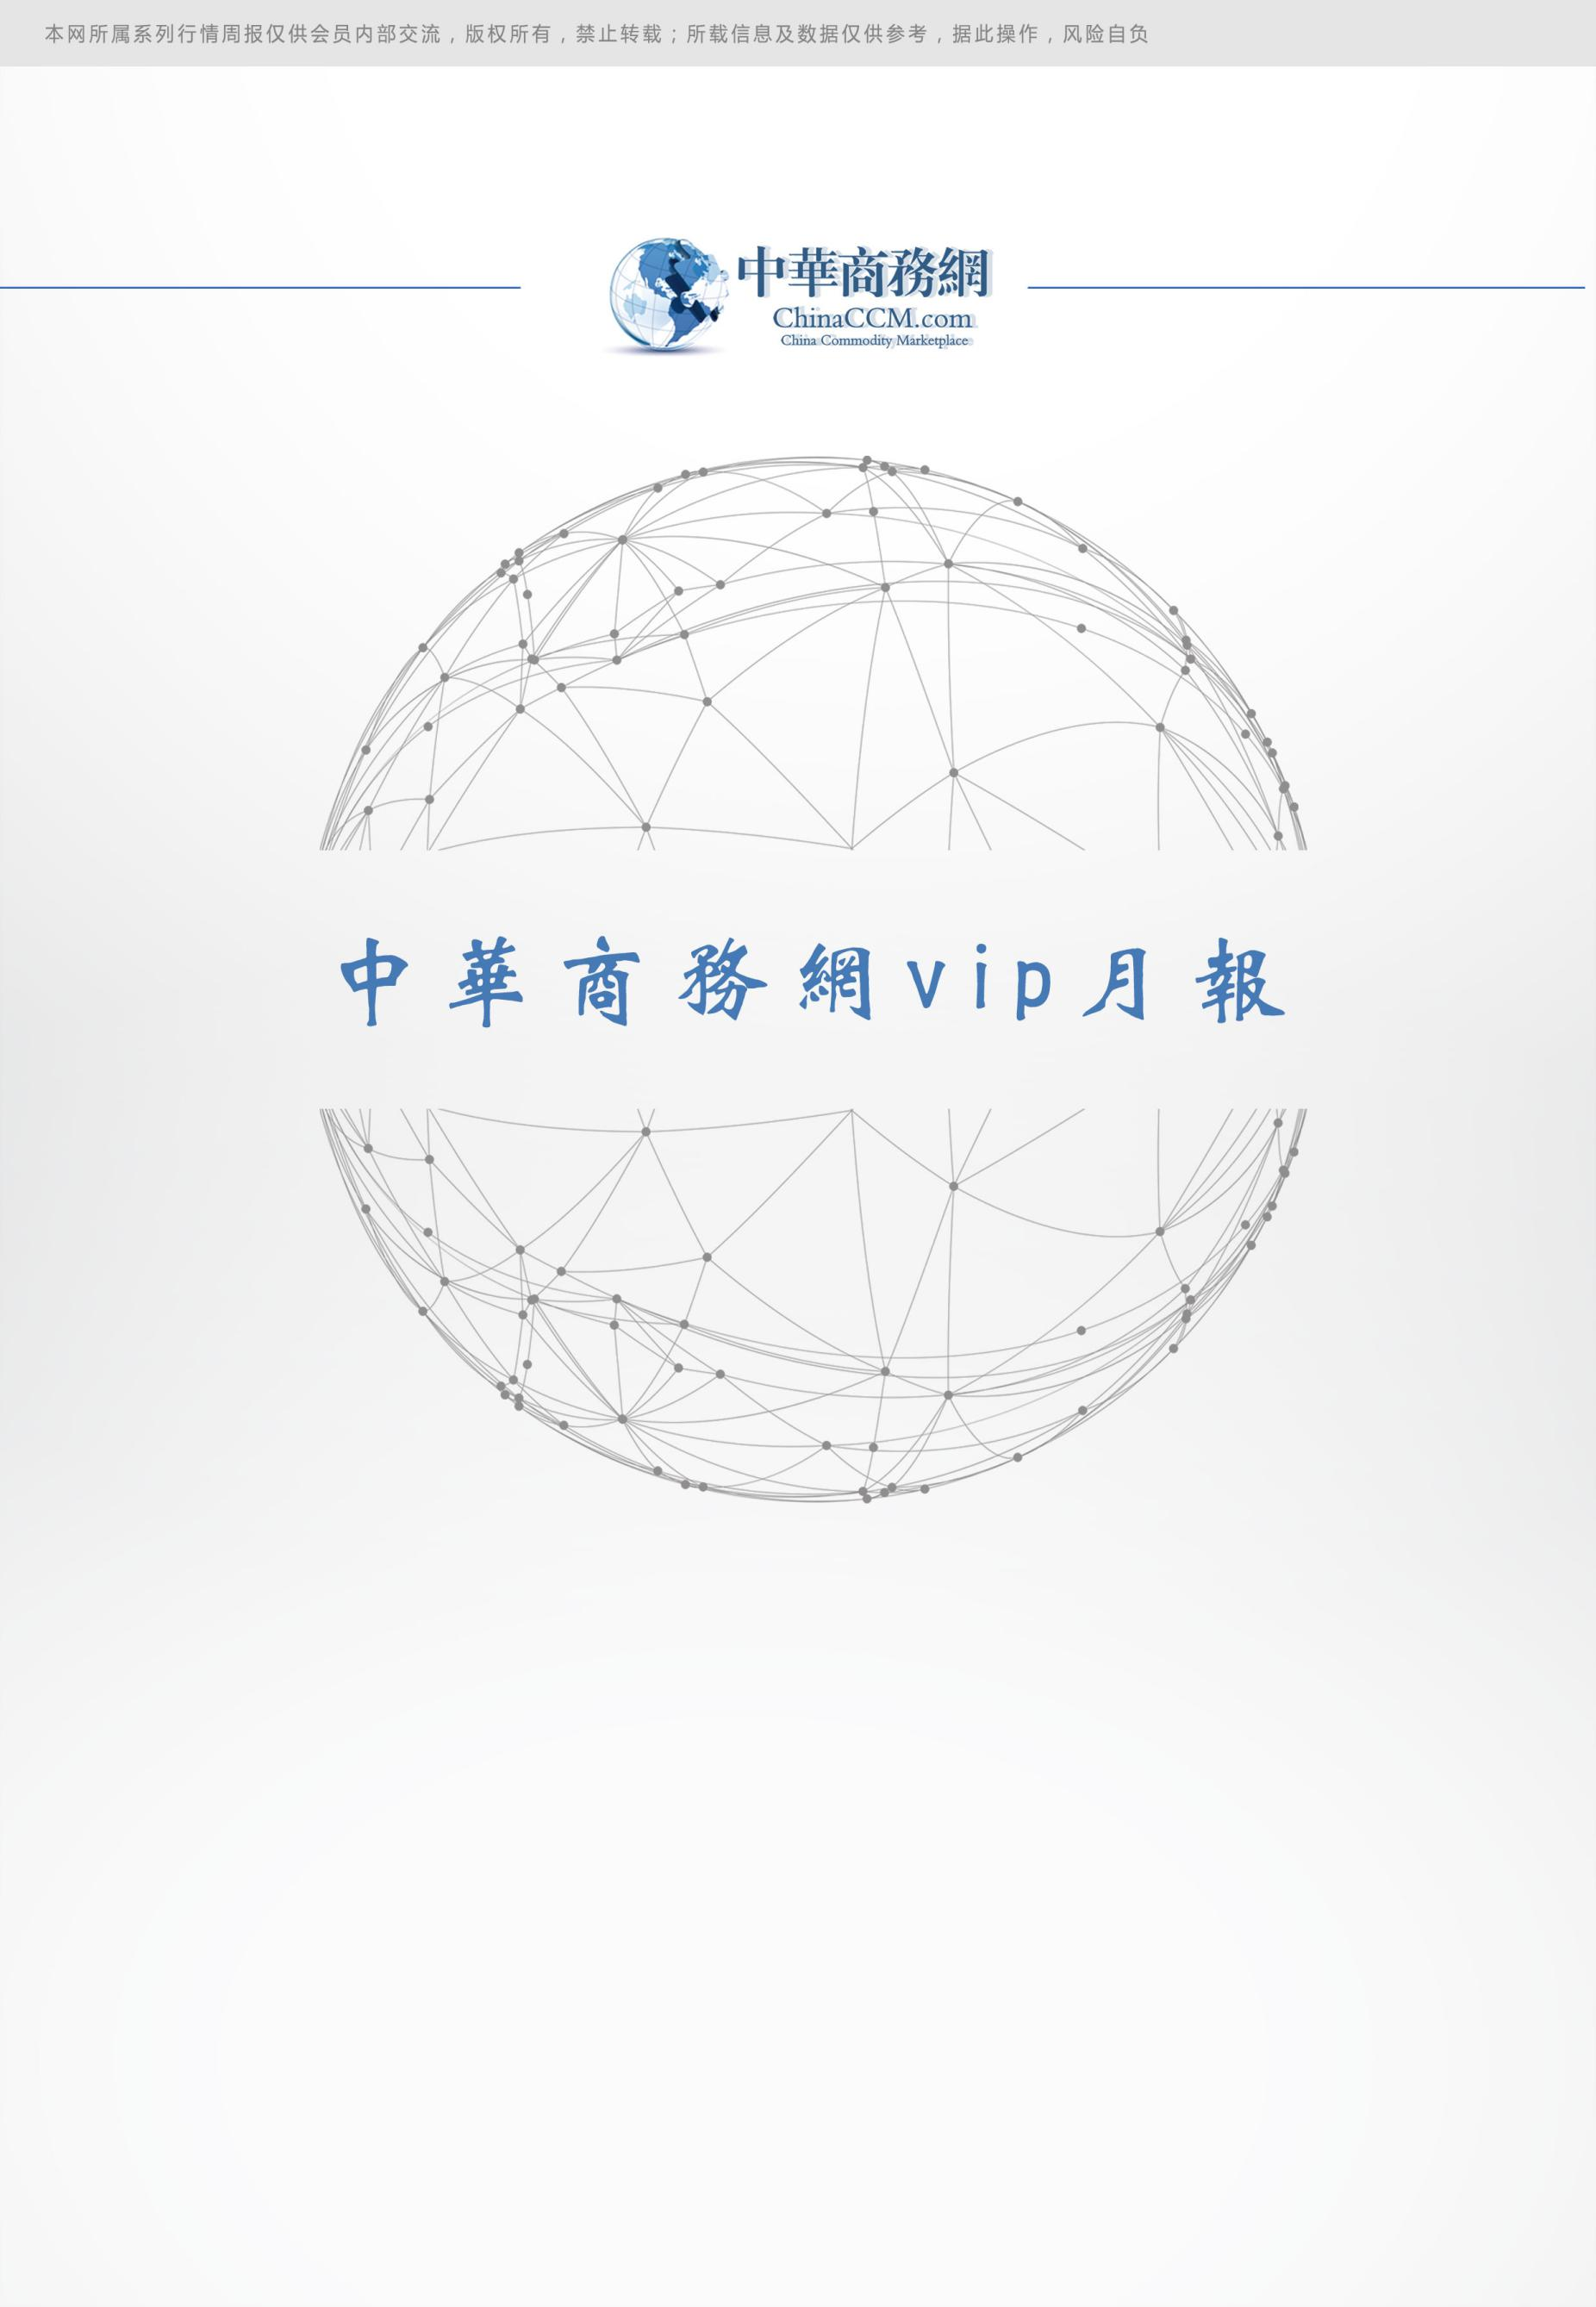 本网所属系列行情周报仅供会员内部交流，版权所有，禁止转载；所载信息及数据仅供参考，据此操作，风险自负
中華商務網
ChinaCCM.com
China Commodity Marketplace
中華商務網vip月報